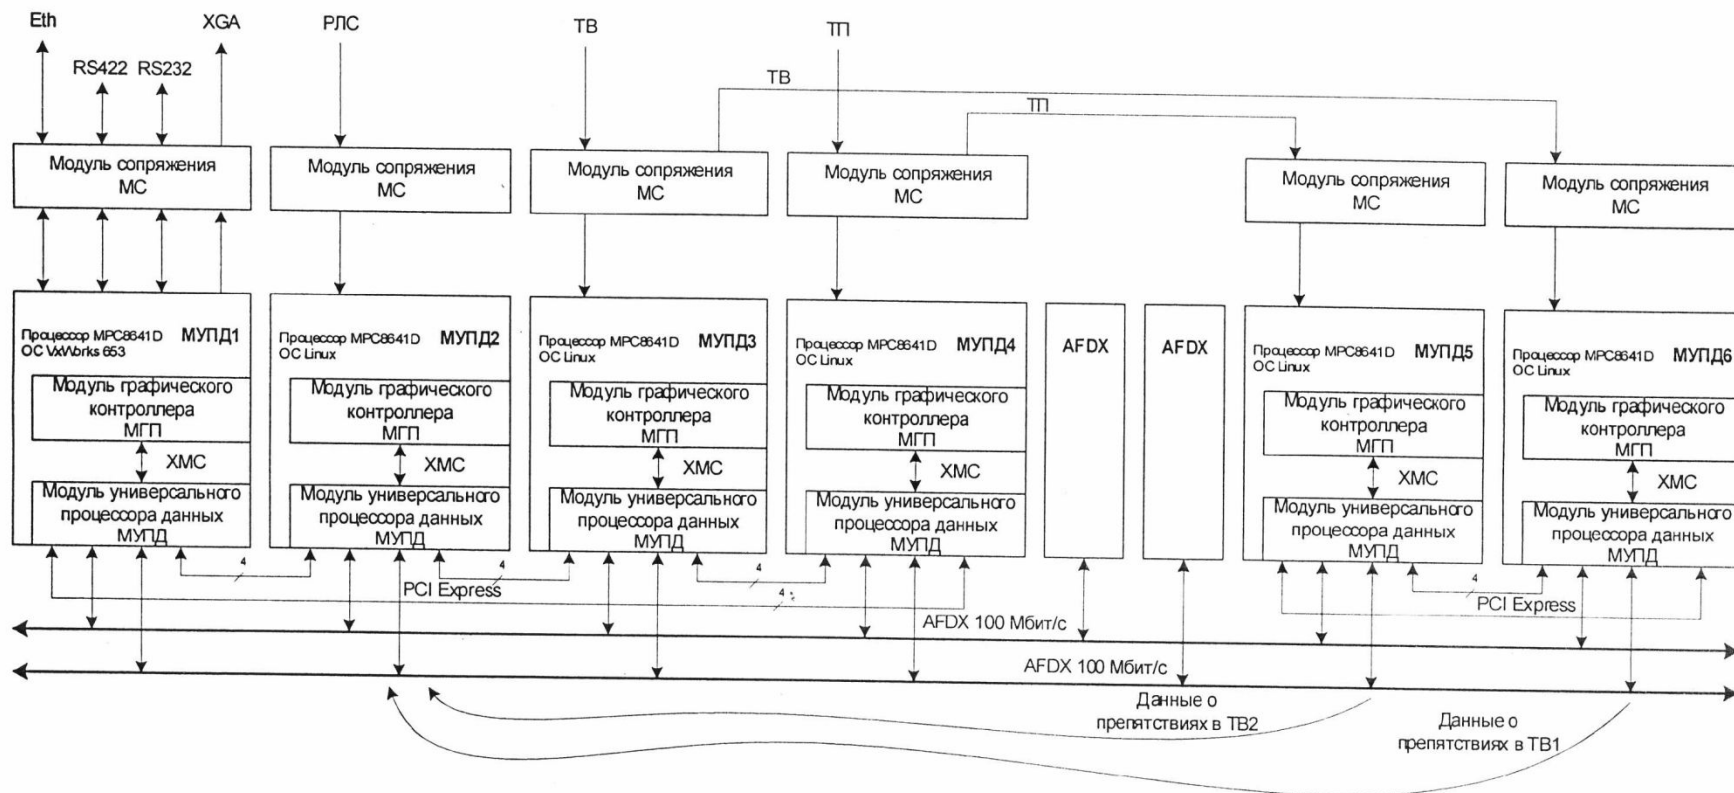 Eth
XGA
РЛС
ТВ
ТП
RS422
RS232
ТВ
ТП
Модуль сопряжения
МС
Модуль сопряжения
МС
Модуль сопряжения
МС
Модуль сопряжения
МС
Модуль сопряжения
МС
Модуль сопряжения
МС
Процессор MPC8641D МУПД1
ОС VxWorks 653
Модуль графического
контроллера
МГП
XMC
Модуль универсального
процессора данных
МУПД
Процессор MPC8641D МУПД2
ОС Linux
Модуль графического
контроллера
МГП
XMC
Модуль универсального
процессора данных
МУПД
Процессор MPC8641D МУПД3
ОС Linux
Модуль графического
контроллера
МГП
XMC
Модуль универсального
процессора данных
МУПД
Процессор MPC8641D МУПД4
ОС Linux
Модуль графического
контроллера
МГП
XMC
Модуль универсального
процессора данных
МУПД
AFDX
AFDX
Процессор MPC8641D МУПД5
ОС Linux
Модуль графического
контроллера
МГП
XMC
Модуль универсального
процессора данных
МУПД
Процессор MPC8641D МУПД6
ОС Linux
Модуль графического
контроллера
МГП
XMC
Модуль универсального
процессора данных
МУПД
4
4
4
4
4
PCI Express
PCI Express
AFDX 100 Мбит/с
AFDX 100 Мбит/с
Данные о
препятствиях в ТВ2
Данные о
препятствиях в ТВ1